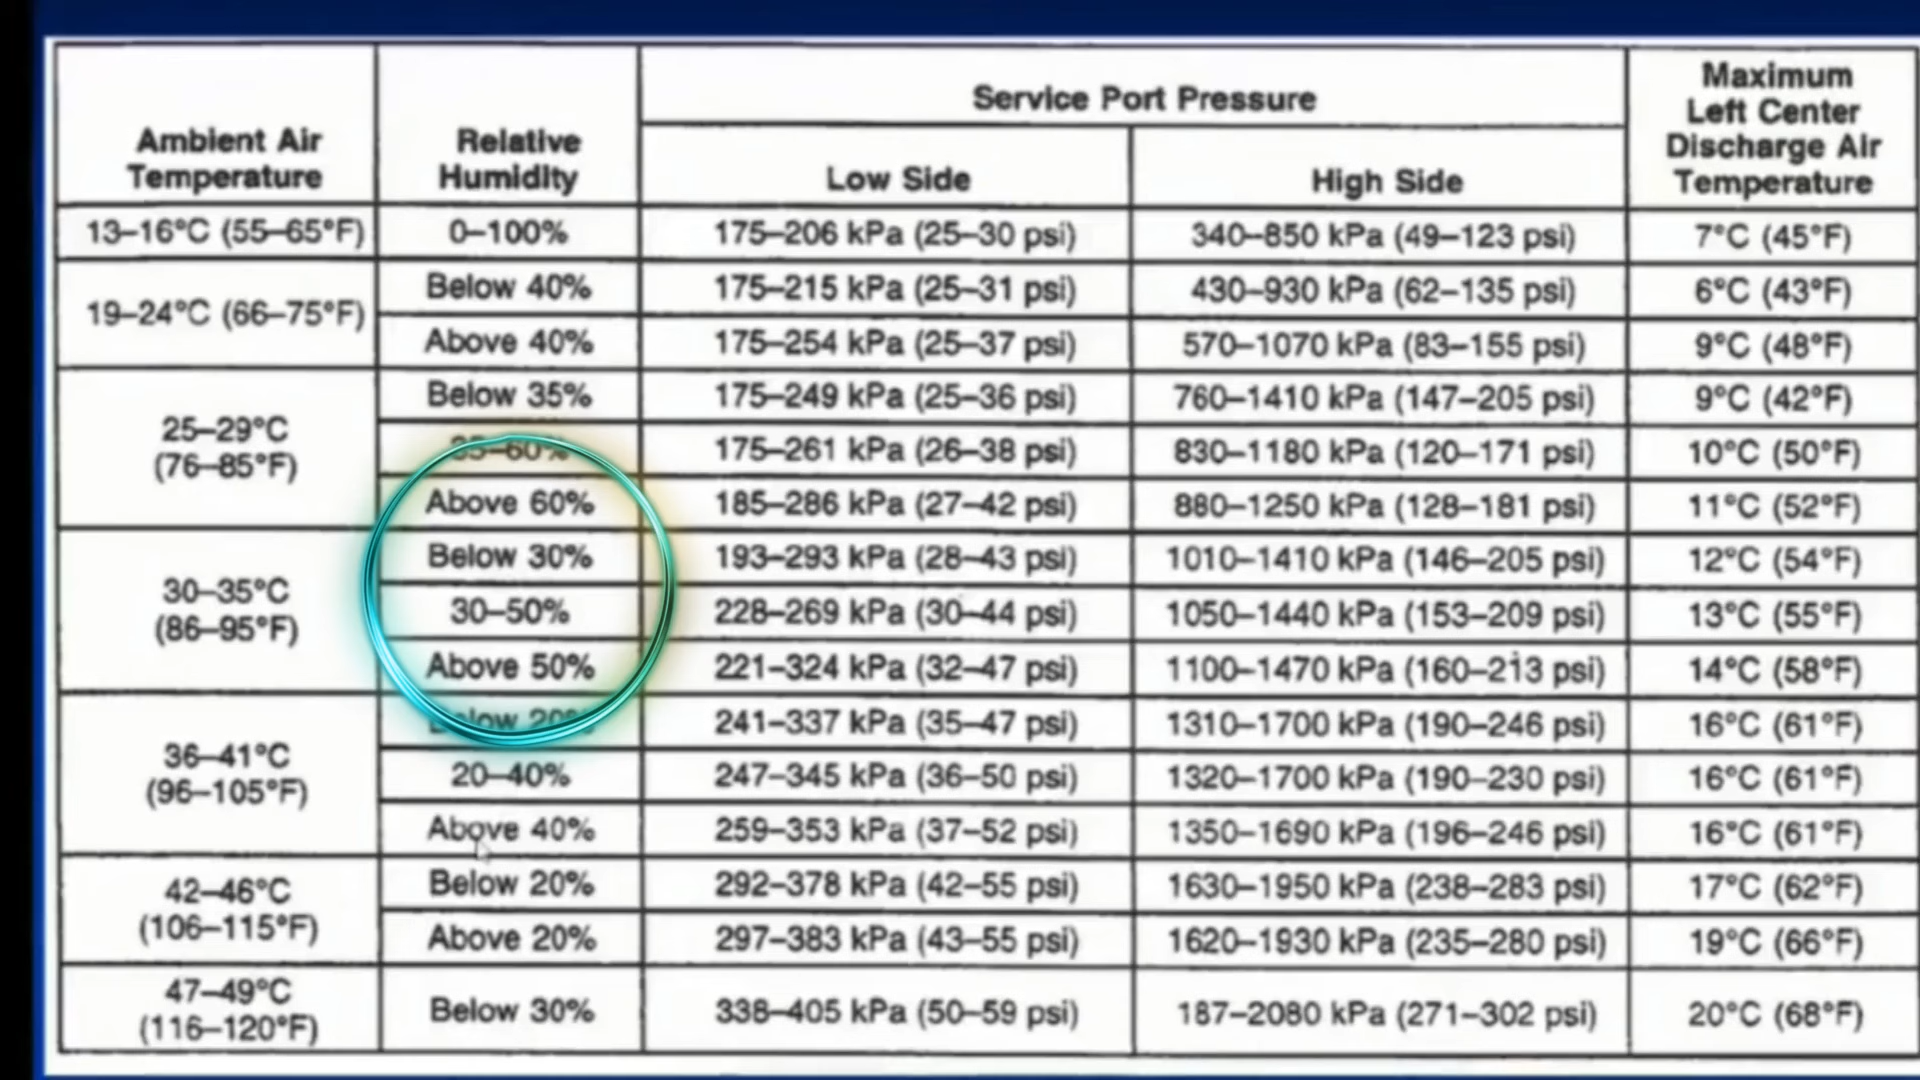 Ambient Air Temperature | Relative Humidity | Service Port Pressure | Maximum Left Center Discharge Air Temperature
Low Side | High Side
13–16°C (55–65°F) | 0–100% | 175–206 kPa (25–30 psi) | 340–850 kPa (49–123 psi) | 7°C (45°F)
19–24°C (66–75°F) | Below 40% | 175–215 kPa (25–31 psi) | 430–930 kPa (62–135 psi) | 6°C (43°F)
Above 40% | 175–254 kPa (25–37 psi) | 570–1070 kPa (83–155 psi) | 9°C (48°F)
25–29°C (76–85°F) | Below 35% | 175–249 kPa (25–36 psi) | 760–1410 kPa (147–205 psi) | 9°C (42°F)
35–60% | 175–261 kPa (26–38 psi) | 830–1180 kPa (120–171 psi) | 10°C (50°F)
Above 60% | 185–286 kPa (27–42 psi) | 880–1250 kPa (128–181 psi) | 11°C (52°F)
30–35°C (86–95°F) | Below 30% | 193–293 kPa (28–43 psi) | 1010–1410 kPa (146–205 psi) | 12°C (54°F)
30–50% | 228–269 kPa (30–44 psi) | 1050–1440 kPa (153–209 psi) | 13°C (55°F)
Above 50% | 221–324 kPa (32–47 psi) | 1100–1470 kPa (160–213 psi) | 14°C (58°F)
36–41°C (96–105°F) | Below 20% | 241–337 kPa (35–47 psi) | 1310–1700 kPa (190–246 psi) | 16°C (61°F)
20–40% | 247–345 kPa (36–50 psi) | 1320–1700 kPa (190–230 psi) | 16°C (61°F)
Above 40% | 259–353 kPa (37–52 psi) | 1350–1690 kPa (196–246 psi) | 16°C (61°F)
42–46°C (106–115°F) | Below 20% | 292–378 kPa (42–55 psi) | 1630–1950 kPa (238–283 psi) | 17°C (62°F)
Above 20% | 297–383 kPa (43–55 psi) | 1620–1930 kPa (235–280 psi) | 19°C (66°F)
47–49°C (116–120°F) | Below 30% | 338–405 kPa (50–59 psi) | 187–2080 kPa (271–302 psi) | 20°C (68°F)